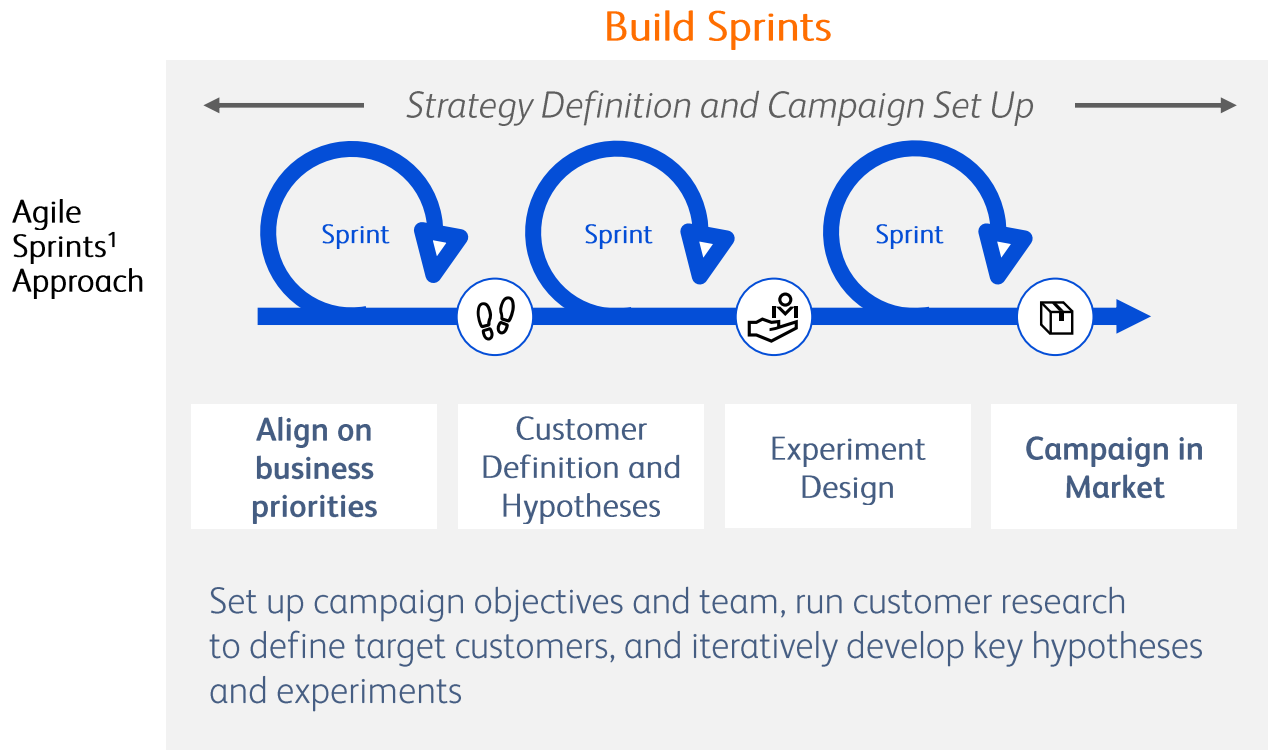 Build Sprints
Strategy Definition and Campaign Set Up
Agile
Sprints¹
Approach
Sprint
Sprint
Sprint
Align on
business
priorities
Customer
Definition and
Hypotheses
Experiment
Design
Campaign in
Market
Set up campaign objectives and team, run customer research
to define target customers, and iteratively develop key hypotheses
and experiments